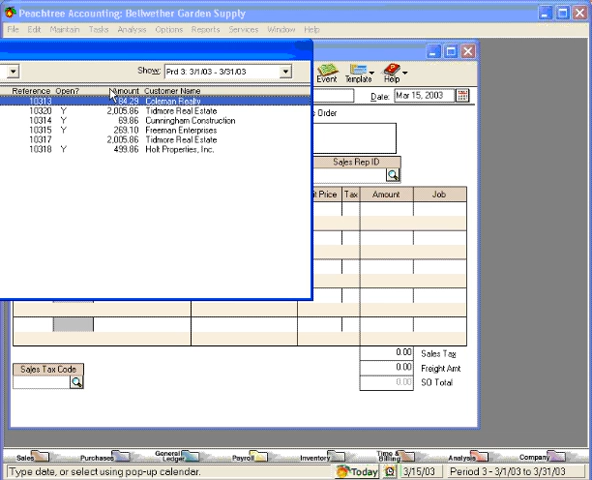 Peachtree Accounting: Bellwether Garden Supply
File Edit Maintain Tasks Analysis Options Reports Services Window Help
Show: Prd 3: 3/1/03 - 3/31/03
Event Template Help
Reference Open? Amount Customer Name
Date: Mar 15, 2003
10313 84.29 Coleman Realty
10320 Y 2,005.86 Tidmore Real Estate
s Order
10314 Y 69.86 Cunningham Construction
10315 Y 269.10 Freeman Enterprises
10317 2,005.86 Tidmore Real Estate
10318 Y 499.86 Holt Properties, Inc.
Sales Rep ID
it Price Tax Amount Job
0.00 Sales Tax
Sales Tax Code
0.00 Freight Amt
0.00 SO Total
Sales Purchases General Ledger Payroll Inventory Time & Billing Analysis Company
Type date, or select using pop-up calendar. Today 3/15/03 Period 3 - 3/1/03 to 3/31/03